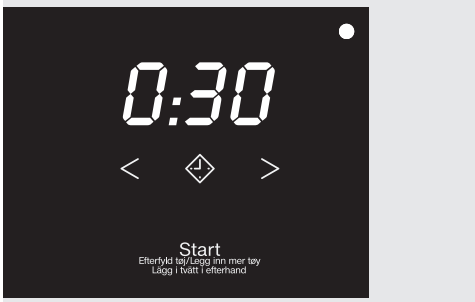 0:30
< >
Start
Efterfyld tøj/Legg inn mer tøy
Lägg i tvätt i efterhand